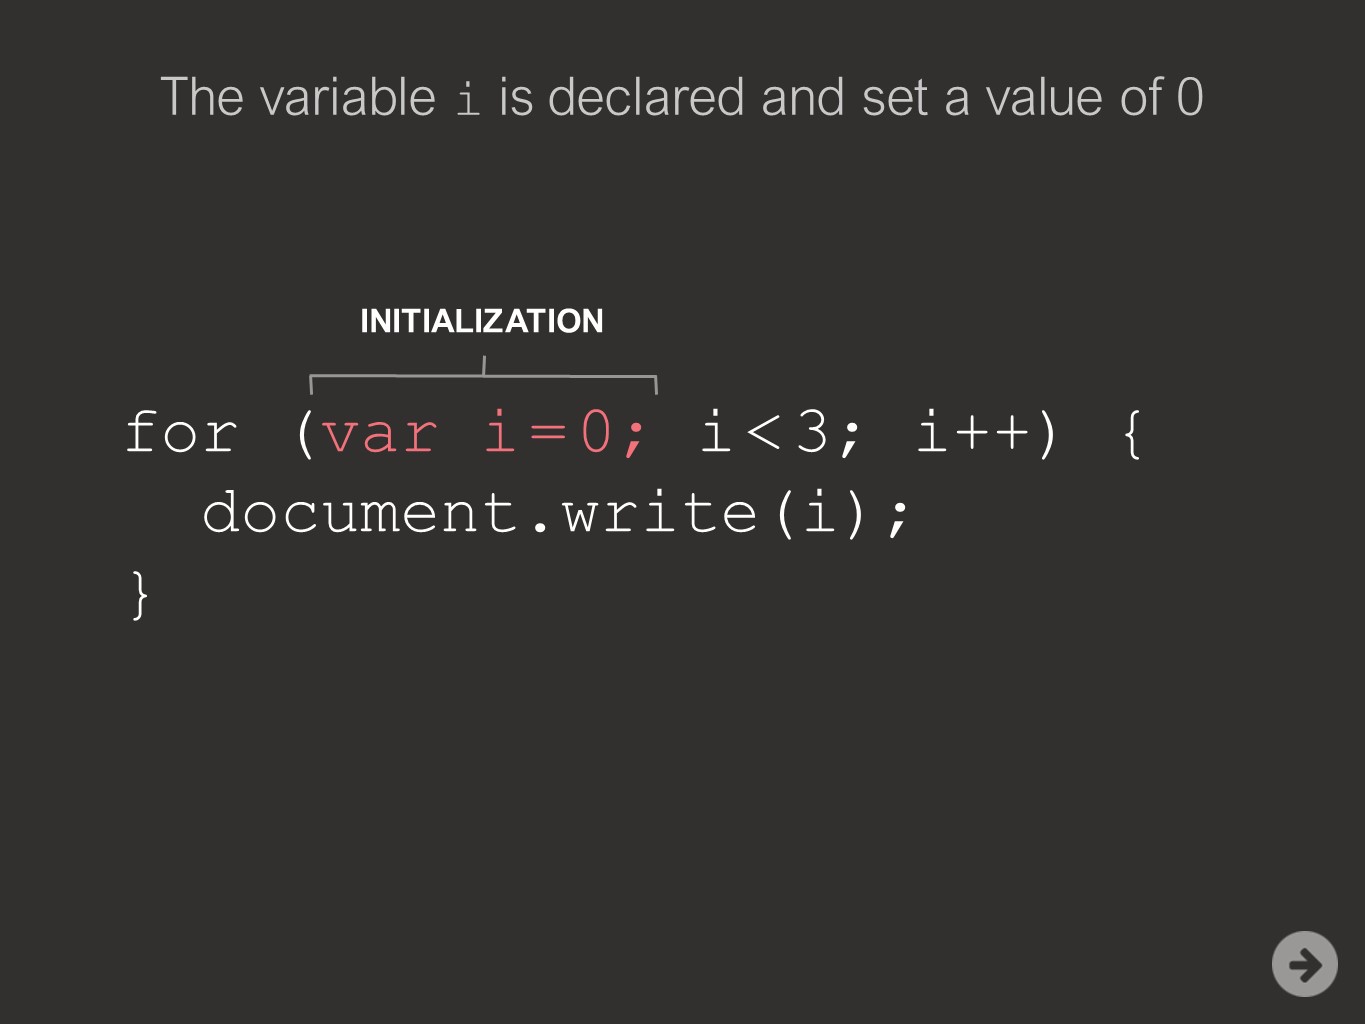 The variable i is declared and set a value of 0
INITIALIZATION
for (var i=0; i<3; i++) {
  document.write(i);
}